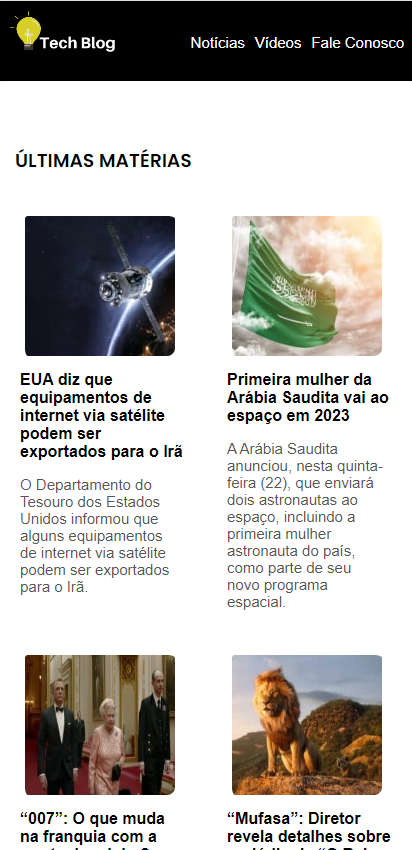 Tech Blog
Notícias Vídeos Fale Conosco
ÚLTIMAS MATÉRIAS
EUA diz que
equipamentos de
internet via satélite
podem ser
exportados para o Irã
O Departamento do
Tesouro dos Estados
Unidos informou que
alguns equipamentos
de internet via satélite
podem ser exportados
para o Irã.
Primeira mulher da
Arábia Saudita vai ao
espaço em 2023
A Arábia Saudita
anunciou, nesta quinta-
feira (22), que enviará
dois astronautas ao
espaço, incluindo a
primeira mulher
astronauta do país,
como parte de seu
novo programa
espacial.
“007”: O que muda
na franquia com a
“Mufasa”: Diretor
revela detalhes sobre